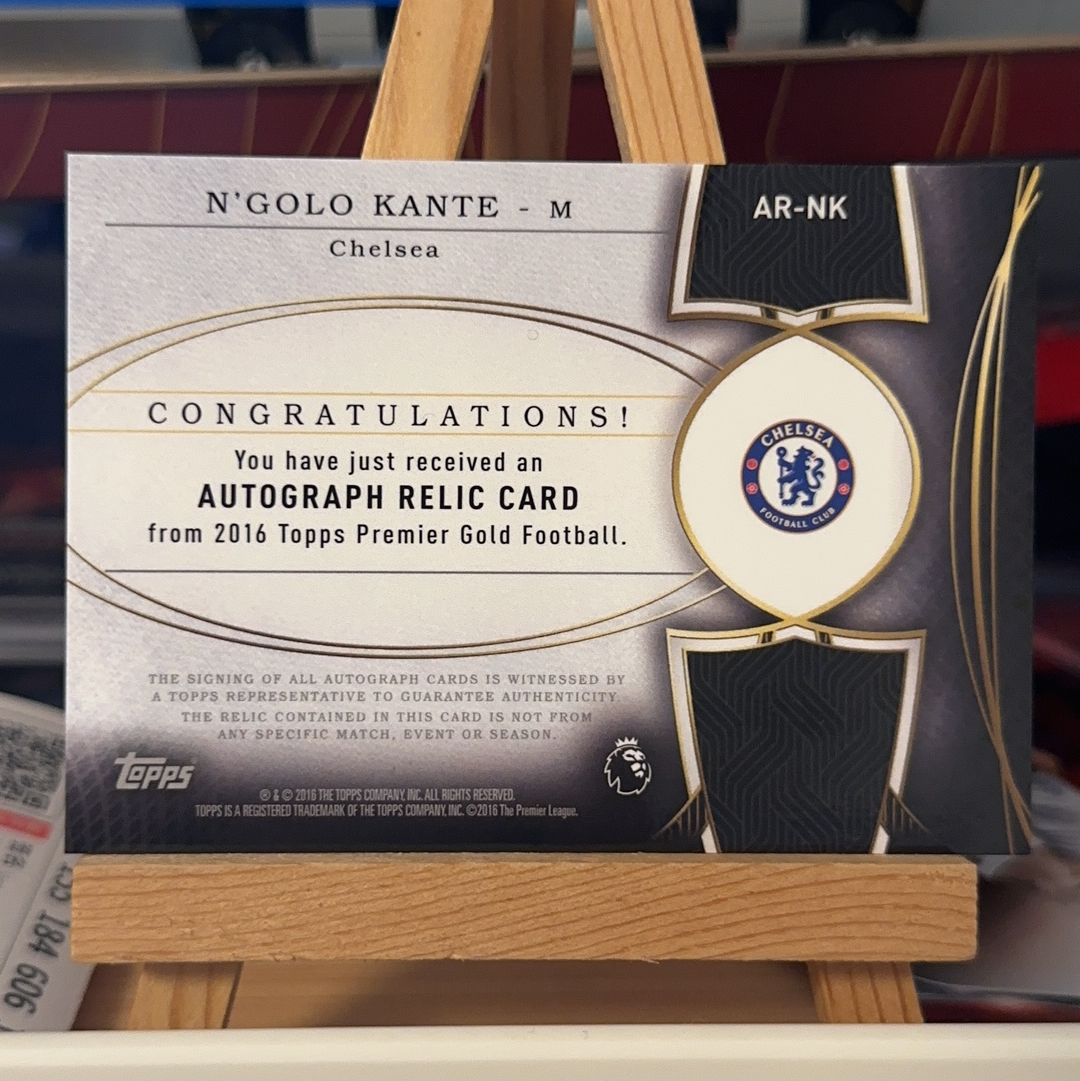 N'GOLO KANTE - M
Chelsea
AR-NK
CONGRATULATIONS!
You have just received an
AUTOGRAPH RELIC CARD
from 2016 Topps Premier Gold Football.
CHELSEA
FOOTBALL CLUB
THE SIGNING OF ALL AUTOGRAPH CARDS IS WITNESSED BY
A TOPPS REPRESENTATIVE TO GUARANTEE AUTHENTICITY.
THE RELIC CONTAINED IN THIS CARD IS NOT FROM
ANY SPECIFIC MATCH, EVENT OR SEASON.
topps
® & © 2016 THE TOPPS COMPANY, INC. ALL RIGHTS RESERVED.
TOPPS IS A REGISTERED TRADEMARK OF THE TOPPS COMPANY, INC. ©2016 The Premier League.
184 606